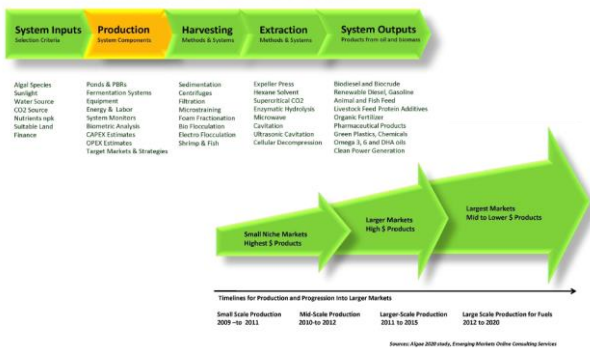 System Inputs
Selection Criteria
Production
System Components
Harvesting
Methods & Systems
Extraction
Methods & Systems
System Outputs
Products from oil and biomass
Algal Species
Sunlight
Water Source
CO2 Source
Nutrients npk
Suitable Land
Finance
Ponds & PBRs
Fermentation Systems
Equipment
Energy & Labor
System Monitors
Biometric Analysis
CAPEX Estimates
OPEX Estimates
Target Markets & Strategies
Sedimentation
Centrifuges
Filtration
Microstraining
Foam Fractionation
Bio Flocculation
Electro Flocculation
Shrimp & Fish
Expeller Press
Hexane Solvent
Supercritical CO2
Enzymatic Hydrolysis
Microwave
Cavitation
Ultrasonic Cavitation
Cellular Decompression
Biodiesel and Biocrude
Renewable Diesel, Gasoline
Animal and Fish Feed
Livestock Feed Protein Additives
Organic Fertilizer
Pharmaceutical Products
Green Plastics, Chemicals
Omega 3, 6 and DHA oils
Clean Power Generation
Small Niche Markets
Highest $ Products
Larger Markets
High $ Products
Largest Markets
Mid to Lower $ Products
Timelines for Production and Progression Into Larger Markets
Small Scale Production
2009 –to 2011
Mid-Scale Production
2010-to 2012
Larger-Scale Production
2011 to 2015
Large Scale Production for Fuels
2012 to 2020
Sources: Algae 2020 study, Emerging Markets Online Consulting Services